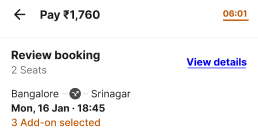 Pay ₹1,760 06:01
Review booking
2 Seats View details
Bangalore Srinagar
Mon, 16 Jan · 18:45
3 Add-on selected